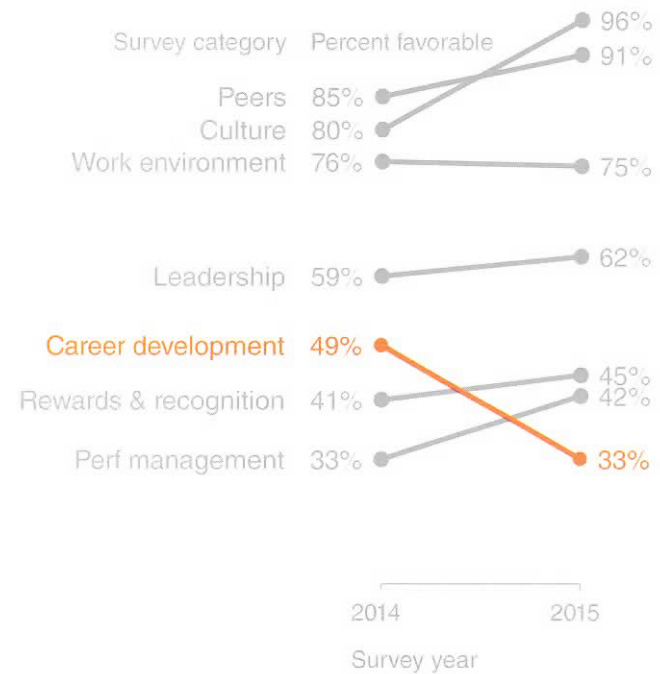 96%
Survey category Percent favorable
91%
Peers 85%
Culture 80%
Work environment 76% 75%
Leadership 59% 62%
Career development 49%
45%
Rewards & recognition 41% 42%
Perf management 33% 33%
2014 2015
Survey year